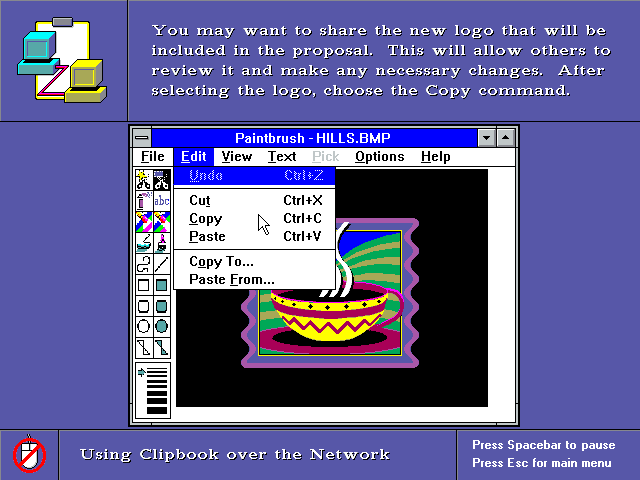 You may want to share the new logo that will be
included in the proposal.  This will allow others to
review it and make any necessary changes.  After
selecting the logo, choose the Copy command.
Paintbrush - HILLS.BMP
File Edit View Text Pick Options Help
Undo Ctrl+Z
Cut Ctrl+X
Copy Ctrl+C
Paste Ctrl+V
Copy To...
Paste From...
abc
Using Clipbook over the Network
Press Spacebar to pause
Press Esc for main menu